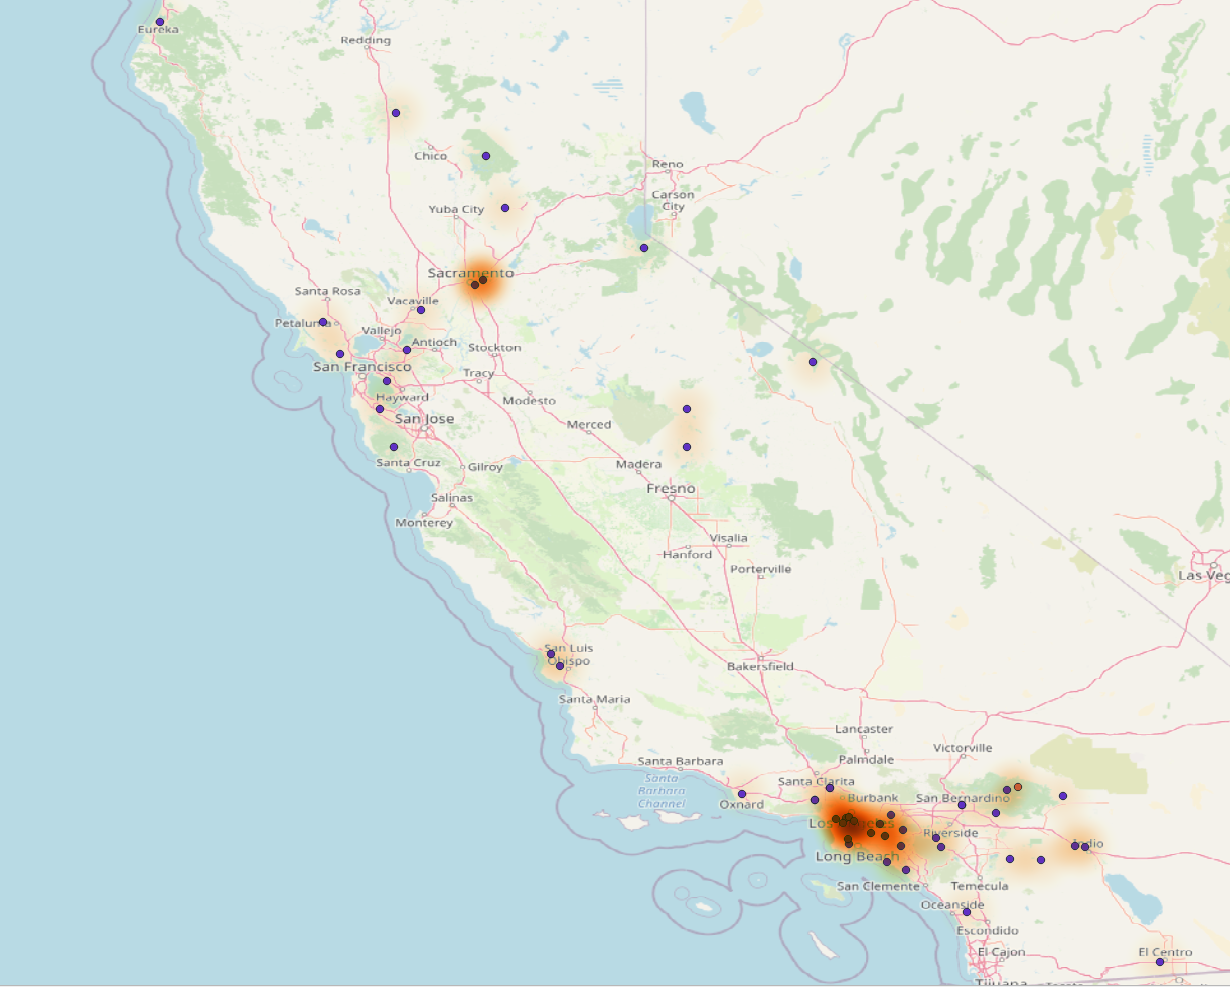 Eureka
Redding
Chico
Reno
Carson
City
Yuba City
Sacramento
Santa Rosa
Vacaville
Petaluma
Vallejo
Antioch
Stockton
San Francisco
Tracy
Hayward
Modesto
San Jose
Merced
Santa Cruz
Gilroy
Madera
Fresno
Salinas
Monterey
Visalia
Hanford
Porterville
Las Veg
San Luis
Obispo
Bakersfield
Santa Maria
Lancaster
Victorville
Palmdale
Santa Barbara
Santa
Barbara
Channel
Santa Clarita
Oxnard
Burbank
San Bernardino
Los Angeles
Riverside
Indio
Long Beach
San Clemente
Temecula
Oceanside
Escondido
El Cajon
El Centro
Tijuana